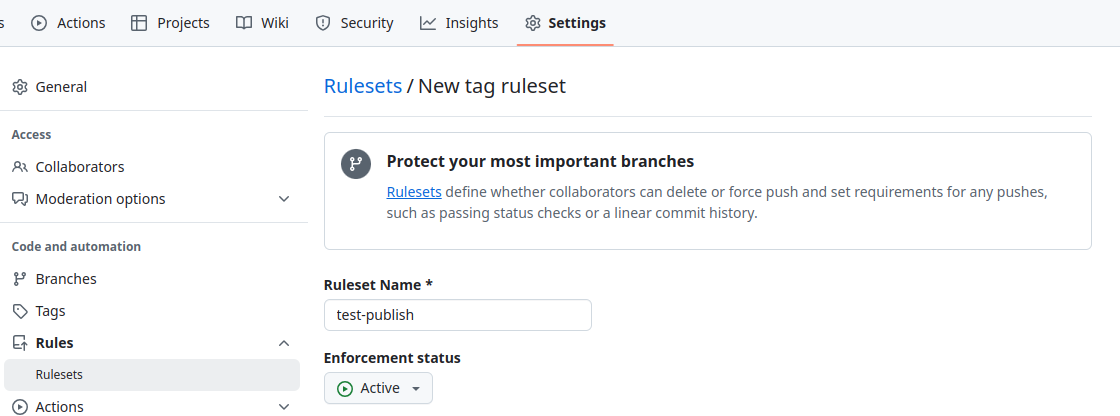 s Actions Projects Wiki Security Insights Settings
General
Access
Collaborators
Moderation options
Code and automation
Branches
Tags
Rules
Rulesets
Actions
Rulesets / New tag ruleset
Protect your most important branches
Rulesets define whether collaborators can delete or force push and set requirements for any pushes,
such as passing status checks or a linear commit history.
Ruleset Name *
test-publish
Enforcement status
Active